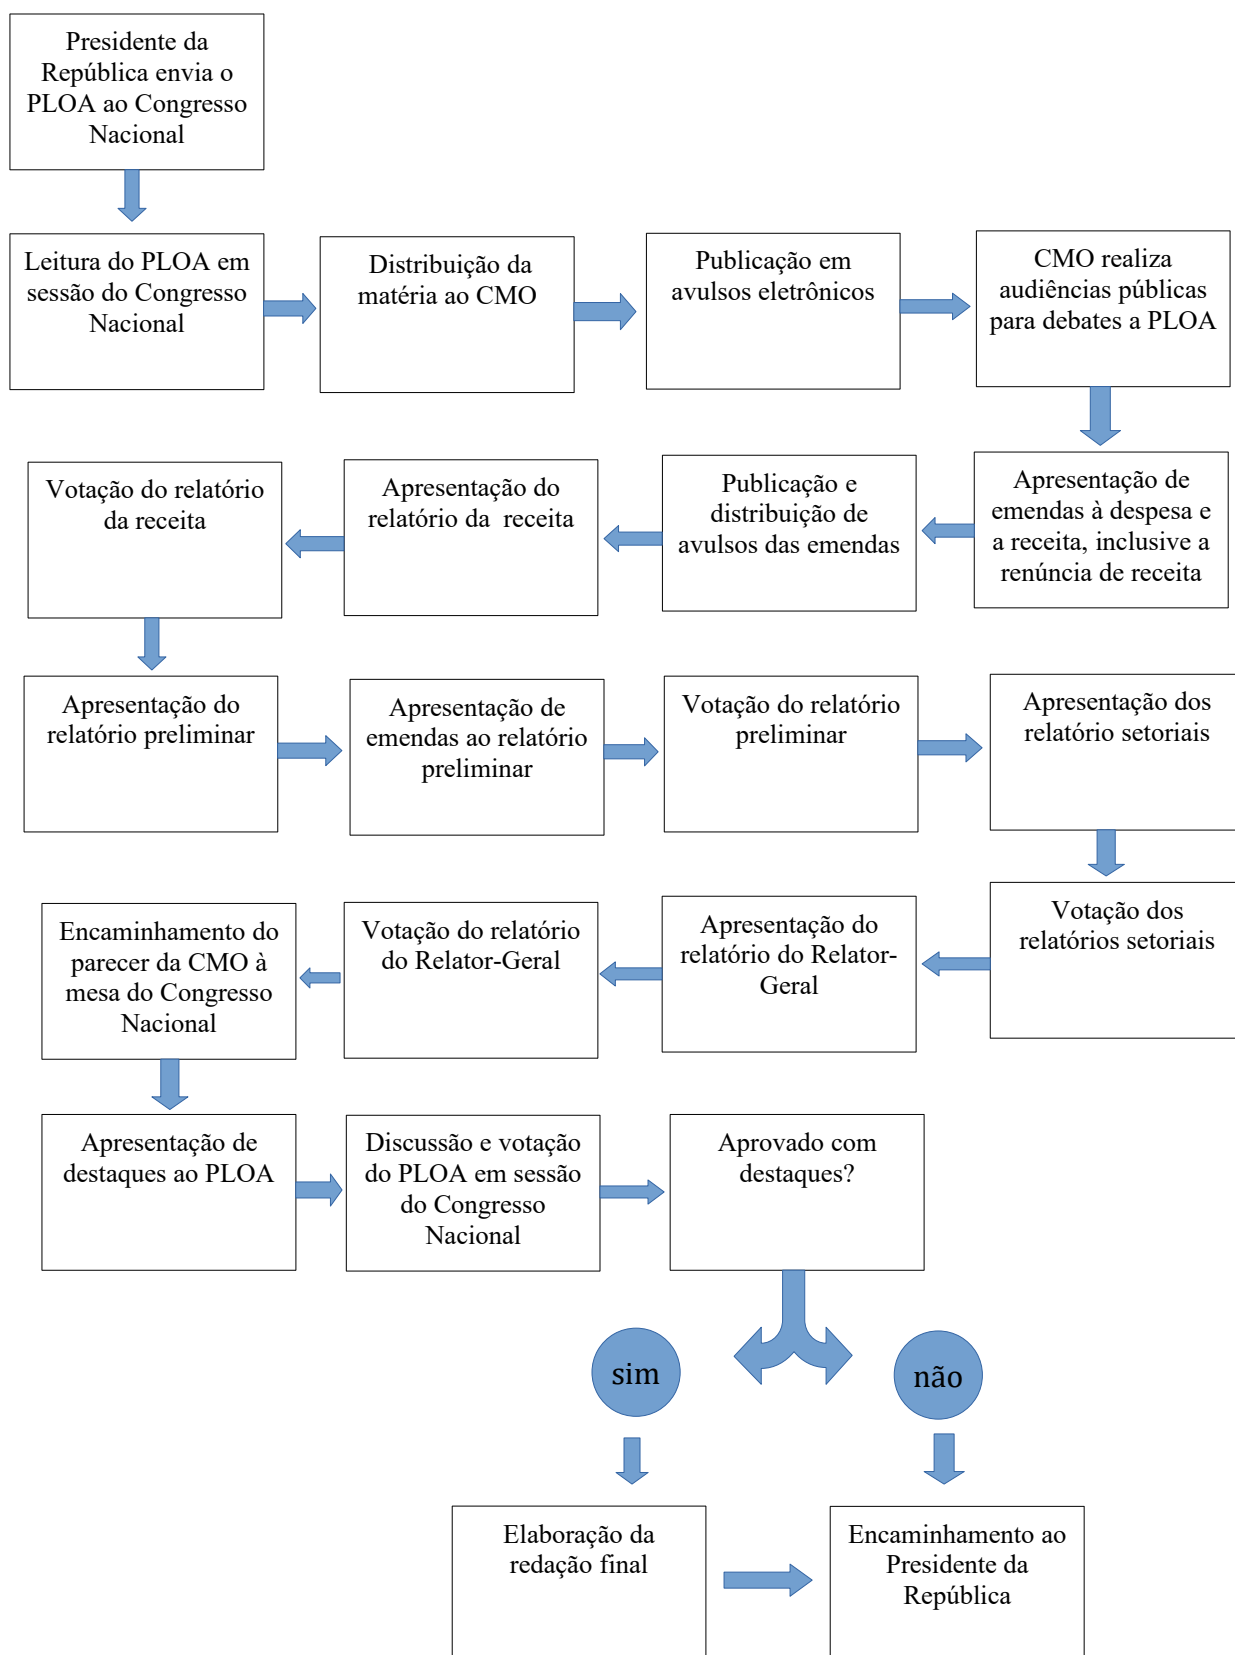 Presidente da
República envia o
PLOA ao Congresso
Nacional
Leitura do PLOA em
sessão do Congresso
Nacional
Distribuição da
matéria ao CMO
Publicação em
avulsos eletrônicos
CMO realiza
audiências públicas
para debates a PLOA
Apresentação de
emendas à despesa e
a receita, inclusive a
renúncia de receita
Publicação e
distribuição de
avulsos das emendas
Apresentação do
relatório da receita
Votação do relatório
da receita
Apresentação do
relatório preliminar
Apresentação de
emendas ao relatório
preliminar
Votação do relatório
preliminar
Apresentação dos
relatório setoriais
Votação dos
relatórios setoriais
Apresentação do
relatório do Relator-
Geral
Votação do relatório
do Relator-Geral
Encaminhamento do
parecer da CMO à
mesa do Congresso
Nacional
Apresentação de
destaques ao PLOA
Discussão e votação
do PLOA em sessão
do Congresso
Nacional
Aprovado com
destaques?
sim
não
Elaboração da
redação final
Encaminhamento ao
Presidente da
República